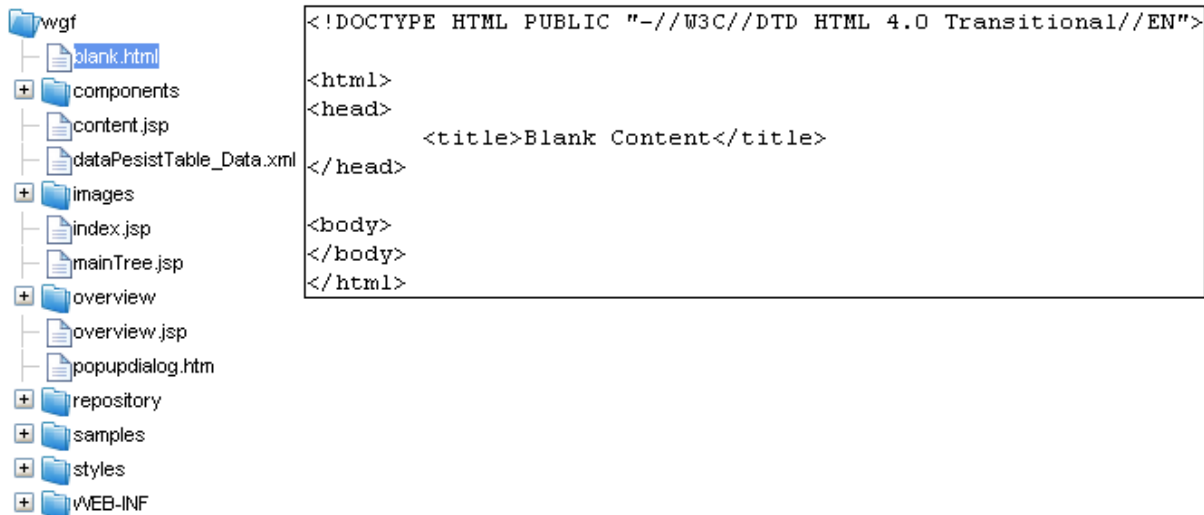 wgf
blank.html
components
content.jsp
dataPesistTable_Data.xml
images
index.jsp
mainTree.jsp
overview
overview.jsp
popupdialog.htm
repository
samples
styles
WEB-INF
<!DOCTYPE HTML PUBLIC "-//W3C//DTD HTML 4.0 Transitional//EN">
<html>
<head>
<title>Blank Content</title>
</head>
<body>
</body>
</html>